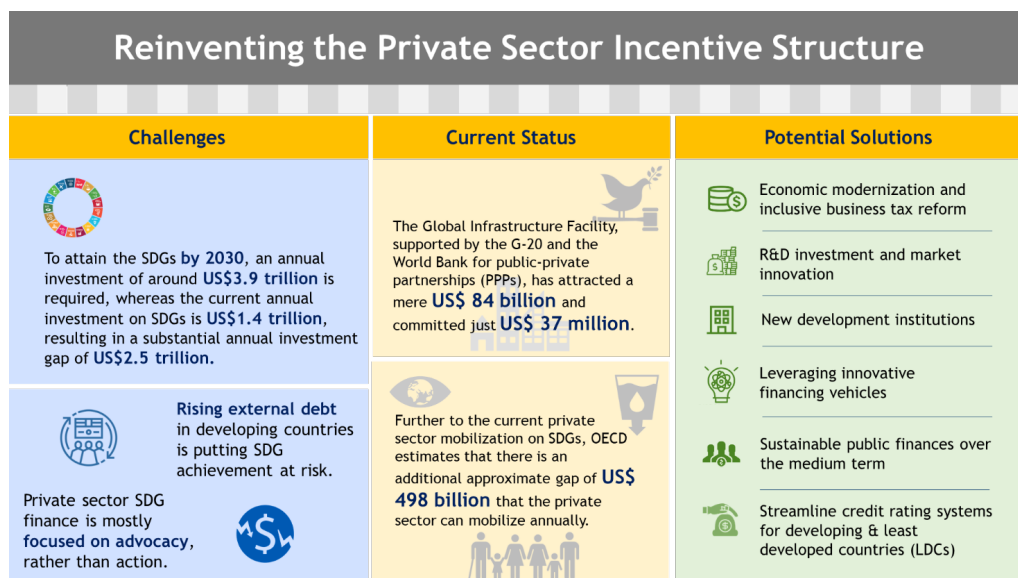 Reinventing the Private Sector Incentive Structure
Challenges
To attain the SDGs by 2030, an annual
investment of around US$3.9 trillion is
required, whereas the current annual
investment on SDGs is US$1.4 trillion,
resulting in a substantial annual investment
gap of US$2.5 trillion.
Rising external debt
in developing countries
is putting SDG
achievement at risk.
Private sector SDG
finance is mostly
focused on advocacy,
rather than action.
Current Status
The Global Infrastructure Facility,
supported by the G-20 and the
World Bank for public-private
partnerships (PPPs), has attracted a
mere US$ 84 billion and
committed just US$ 37 million.
Further to the current private
sector mobilization on SDGs, OECD
estimates that there is an
additional approximate gap of US$
498 billion that the private
sector can mobilize annually.
Potential Solutions
Economic modernization and
inclusive business tax reform
R&D investment and market
innovation
New development institutions
Leveraging innovative
financing vehicles
Sustainable public finances over
the medium term
Streamline credit rating systems
for developing & least
developed countries (LDCs)